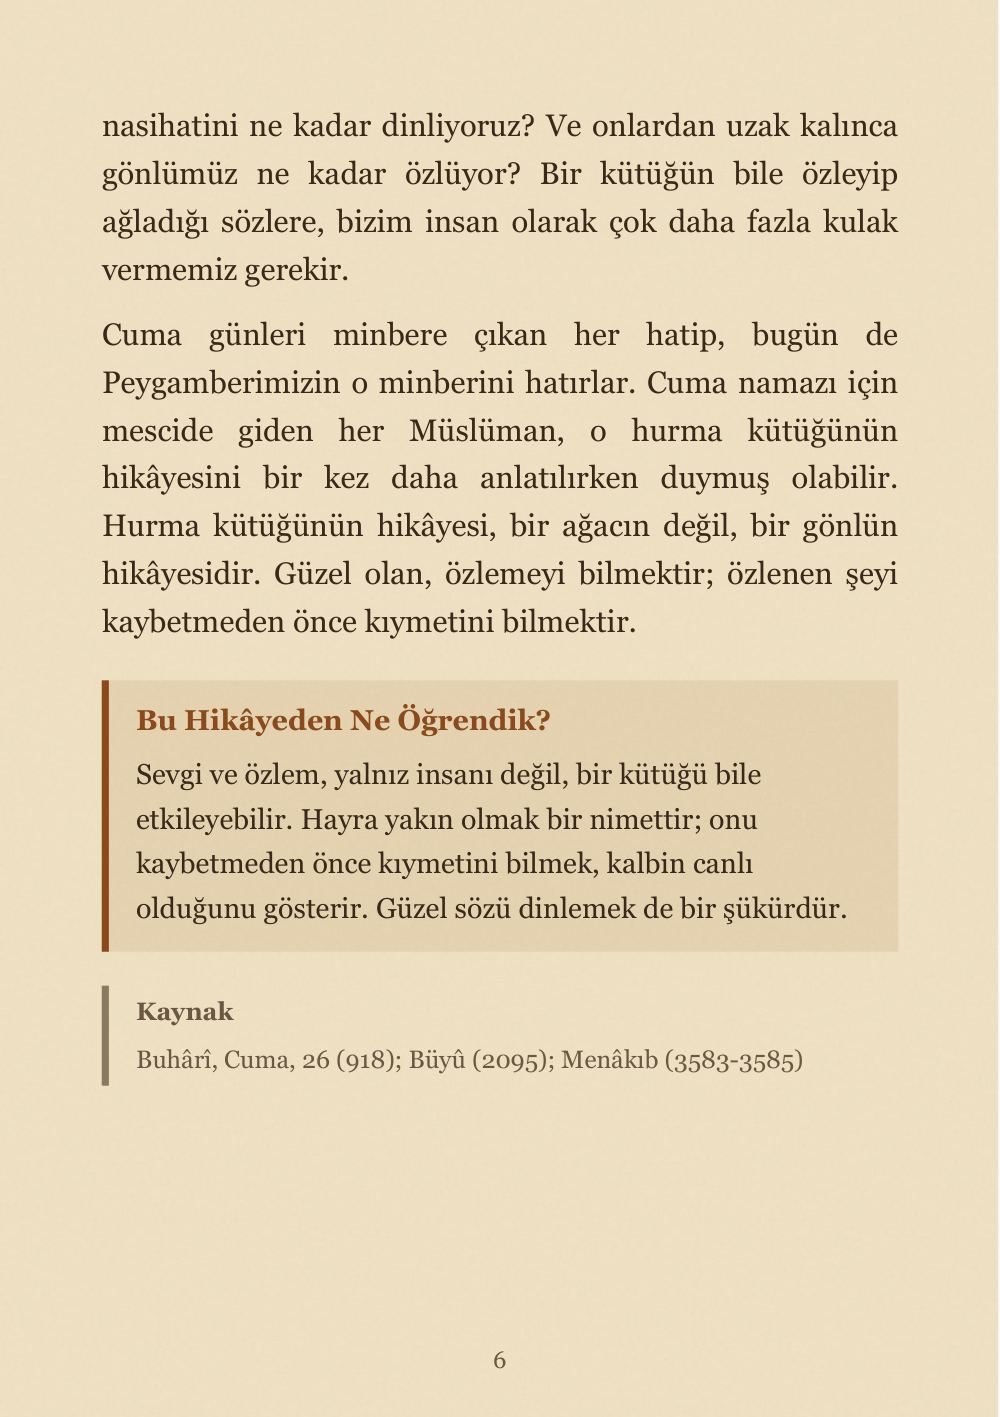 nasihatini ne kadar dinliyoruz? Ve onlardan uzak kalınca
gönlümüz ne kadar özlüyor? Bir kütüğün bile özleyip
ağladığı sözlere, bizim insan olarak çok daha fazla kulak
vermemiz gerekir.
Cuma günleri minbere çıkan her hatip, bugün de
Peygamberimizin o minberini hatırlar. Cuma namazı için
mescide giden her Müslüman, o hurma kütüğünün
hikâyesini bir kez daha anlatılırken duymuş olabilir.
Hurma kütüğünün hikâyesi, bir ağacın değil, bir gönlün
hikâyesidir. Güzel olan, özlemeyi bilmektir; özlenen şeyi
kaybetmeden önce kıymetini bilmektir.
Bu Hikâyeden Ne Öğrendik?
Sevgi ve özlem, yalnız insanı değil, bir kütüğü bile
etkileyebilir. Hayra yakın olmak bir nimettir; onu
kaybetmeden önce kıymetini bilmek, kalbin canlı
olduğunu gösterir. Güzel sözü dinlemek de bir şükürdür.
Kaynak
Buhârî, Cuma, 26 (918); Büyû (2095); Menâkıb (3583-3585)
6